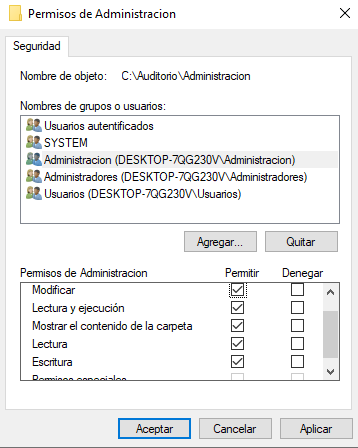 Permisos de Administracion
Seguridad
Nombre de objeto: C:\Auditorio\Administracion
Nombres de grupos o usuarios:
Usuarios autentificados
SYSTEM
Administracion (DESKTOP-7QG230V\Administracion)
Administradores (DESKTOP-7QG230V\Administradores)
Usuarios (DESKTOP-7QG230V\Usuarios)
Agregar... Quitar
Permisos de Administracion Permitir Denegar
Modificar
Lectura y ejecución
Mostrar el contenido de la carpeta
Lectura
Escritura
Permisos especiales
Aceptar Cancelar Aplicar